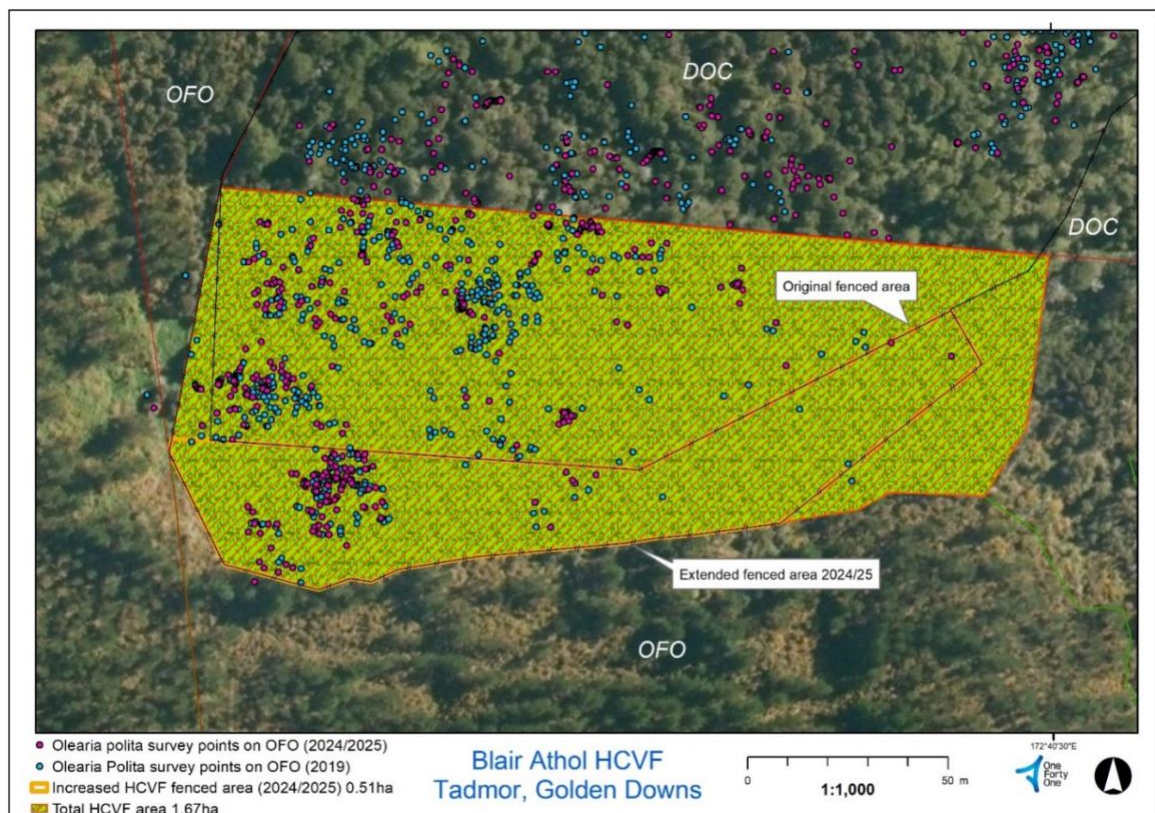 OFO
DOC
DOC
Original fenced area
Extended fenced area 2024/25
OFO
Olearia polita survey points on OFO (2024/2025)
Olearia Polita survey points on OFO (2019)
Increased HCVF fenced area (2024/2025) 0.51ha
Total HCVF area 1.67ha
Blair Athol HCVF
Tadmor, Golden Downs
0 50 m
1:1,000
172°40'30"E
One
Forty
One